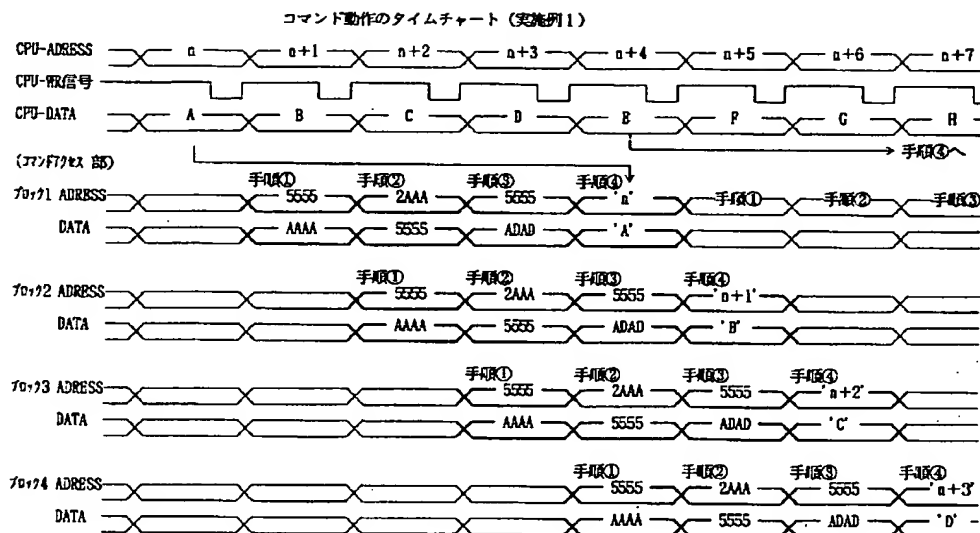 コマンド動作のタイムチャート（実施例1）
CPU-ADRESS n n+1 n+2 n+3 n+4 n+5 n+6 n+7
CPU-WR信号
CPU-DATA A B C D E F G H
手順④へ
(コマンドアクセス 部)
手順① 手順② 手順③ 手順④
ブロック1 ADRESS 5555 2AAA 5555 'n' 手順① 手順② 手順③
DATA AAAA 5555 ADAD 'A'
手順① 手順② 手順③ 手順④
ブロック2 ADRESS 5555 2AAA 5555 'n+1'
DATA AAAA 5555 ADAD 'B'
手順① 手順② 手順③ 手順④
ブロック3 ADRESS 5555 2AAA 5555 'n+2'
DATA AAAA 5555 ADAD 'C'
手順① 手順② 手順③ 手順④
ブロック4 ADRESS 5555 2AAA 5555 'n+3'
DATA AAAA 5555 ADAD 'D'